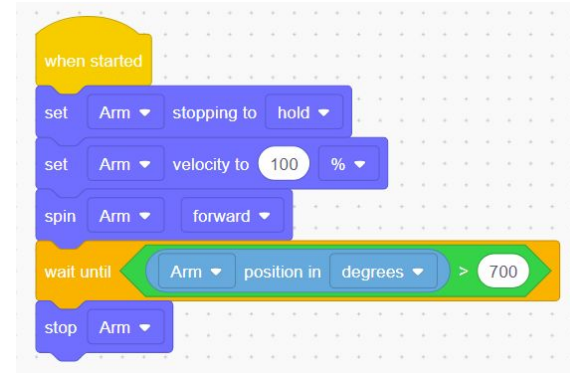 when started
set Arm stopping to hold
set Arm velocity to 100 %
spin Arm forward
wait until Arm position in degrees > 700
stop Arm